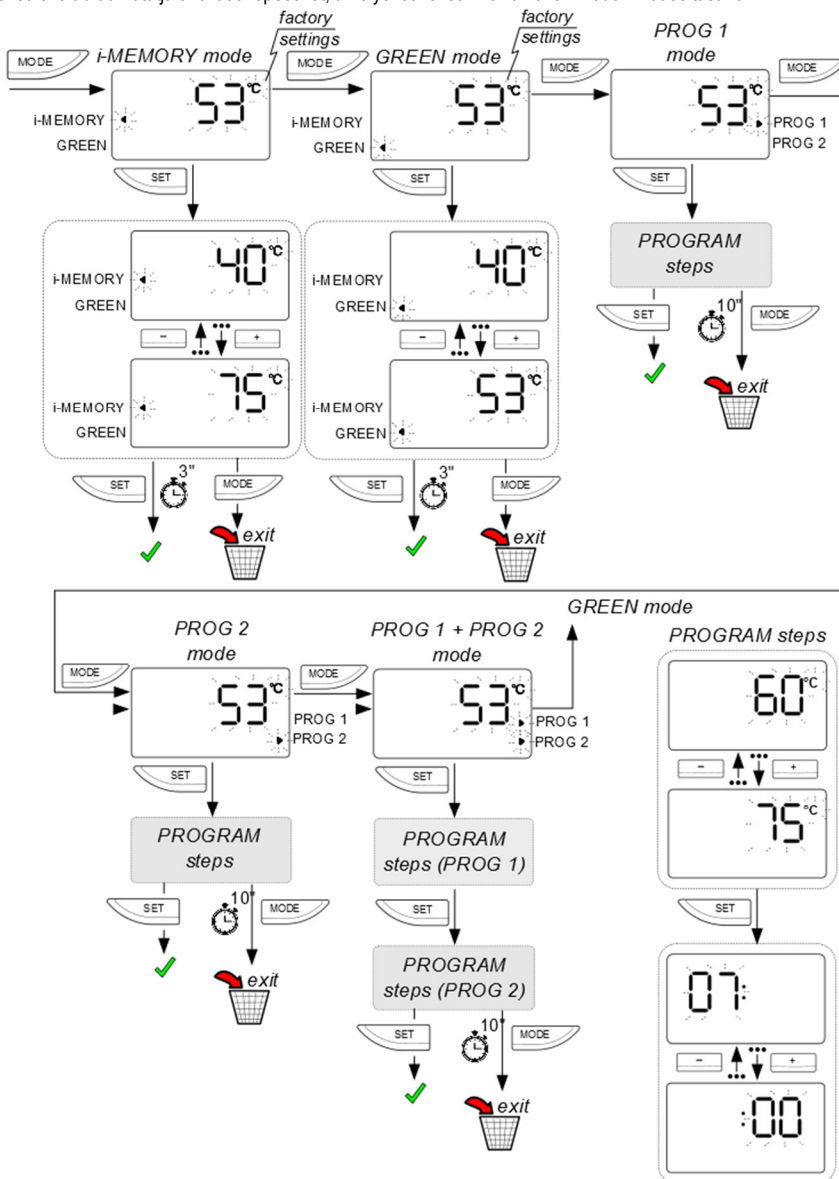 factory
settings
factory
settings
PROG 1
mode
i-MEMORY mode
GREEN mode
MODE
MODE
MODE
MODE
53°C
53°C
53°C
i-MEMORY
GREEN
i-MEMORY
GREEN
PROG 1
PROG 2
SET
SET
SET
40°C
i-MEMORY
GREEN
40°C
i-MEMORY
GREEN
PROGRAM
steps
- +
- +
SET
10"
MODE
75°C
i-MEMORY
GREEN
53°C
i-MEMORY
GREEN
exit
SET
3"
MODE
SET
3"
MODE
exit
exit
GREEN mode
PROG 2
mode
PROG 1 + PROG 2
mode
PROGRAM steps
MODE
MODE
53°C
PROG 1
PROG 2
53°C
PROG 1
PROG 2
60°C
- +
75°C
SET
SET
PROGRAM
steps
PROGRAM
steps (PROG 1)
SET
10"
MODE
SET
SET
exit
PROGRAM
steps (PROG 2)
07:
SET
10"
MODE
- +
exit
:00